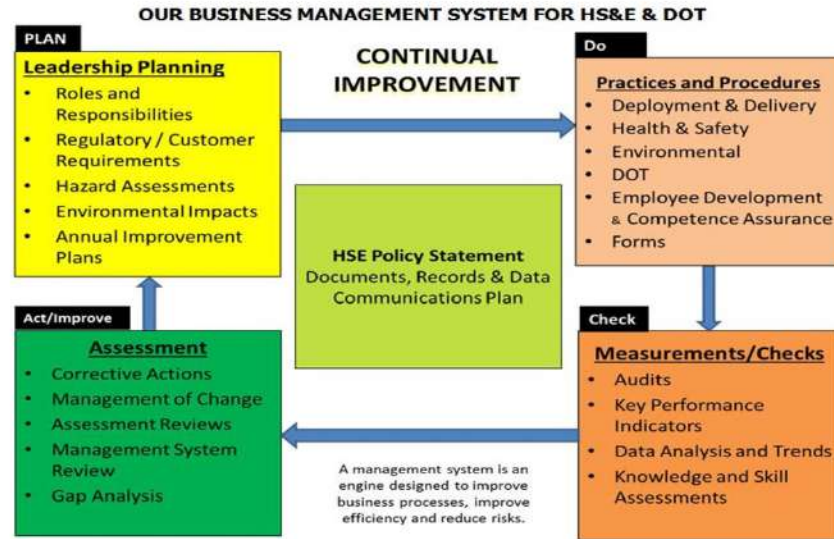 OUR BUSINESS MANAGEMENT SYSTEM FOR HS&E & DOT
PLAN
Leadership Planning
• Roles and
Responsibilities
• Regulatory / Customer
Requirements
• Hazard Assessments
• Environmental Impacts
• Annual Improvement
Plans
CONTINUAL
IMPROVEMENT
Do
Practices and Procedures
• Deployment & Delivery
• Health & Safety
• Environmental
• DOT
• Employee Development
& Competence Assurance
• Forms
HSE Policy Statement
Documents, Records & Data
Communications Plan
Act/Improve
Assessment
• Corrective Actions
• Management of Change
• Assessment Reviews
• Management System
Review
• Gap Analysis
Check
Measurements/Checks
• Audits
• Key Performance
Indicators
• Data Analysis and Trends
• Knowledge and Skill
Assessments
A management system is an
engine designed to improve
business processes, improve
efficiency and reduce risks.